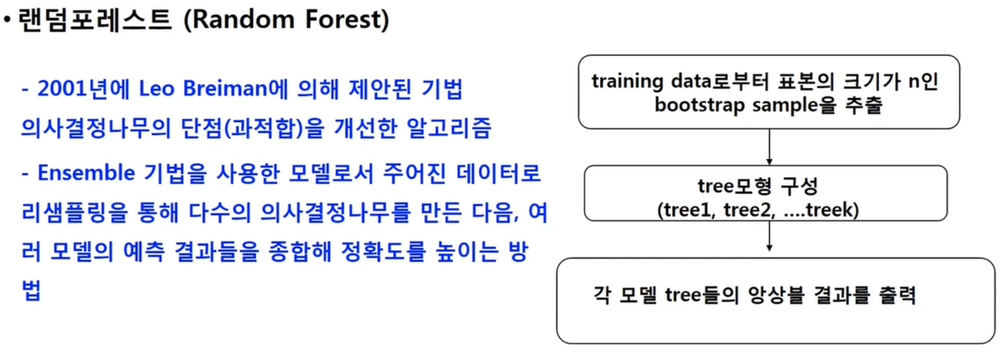 • 랜덤포레스트 (Random Forest)
- 2001년에 Leo Breiman에 의해 제안된 기법
의사결정나무의 단점(과적합)을 개선한 알고리즘
- Ensemble 기법을 사용한 모델로서 주어진 데이터로
리샘플링을 통해 다수의 의사결정나무를 만든 다음, 여
러 모델의 예측 결과들을 종합해 정확도를 높이는 방
법
training data로부터 표본의 크기가 n인
bootstrap sample을 추출
tree모형 구성
(tree1, tree2, ....treek)
각 모델 tree들의 앙상블 결과를 출력